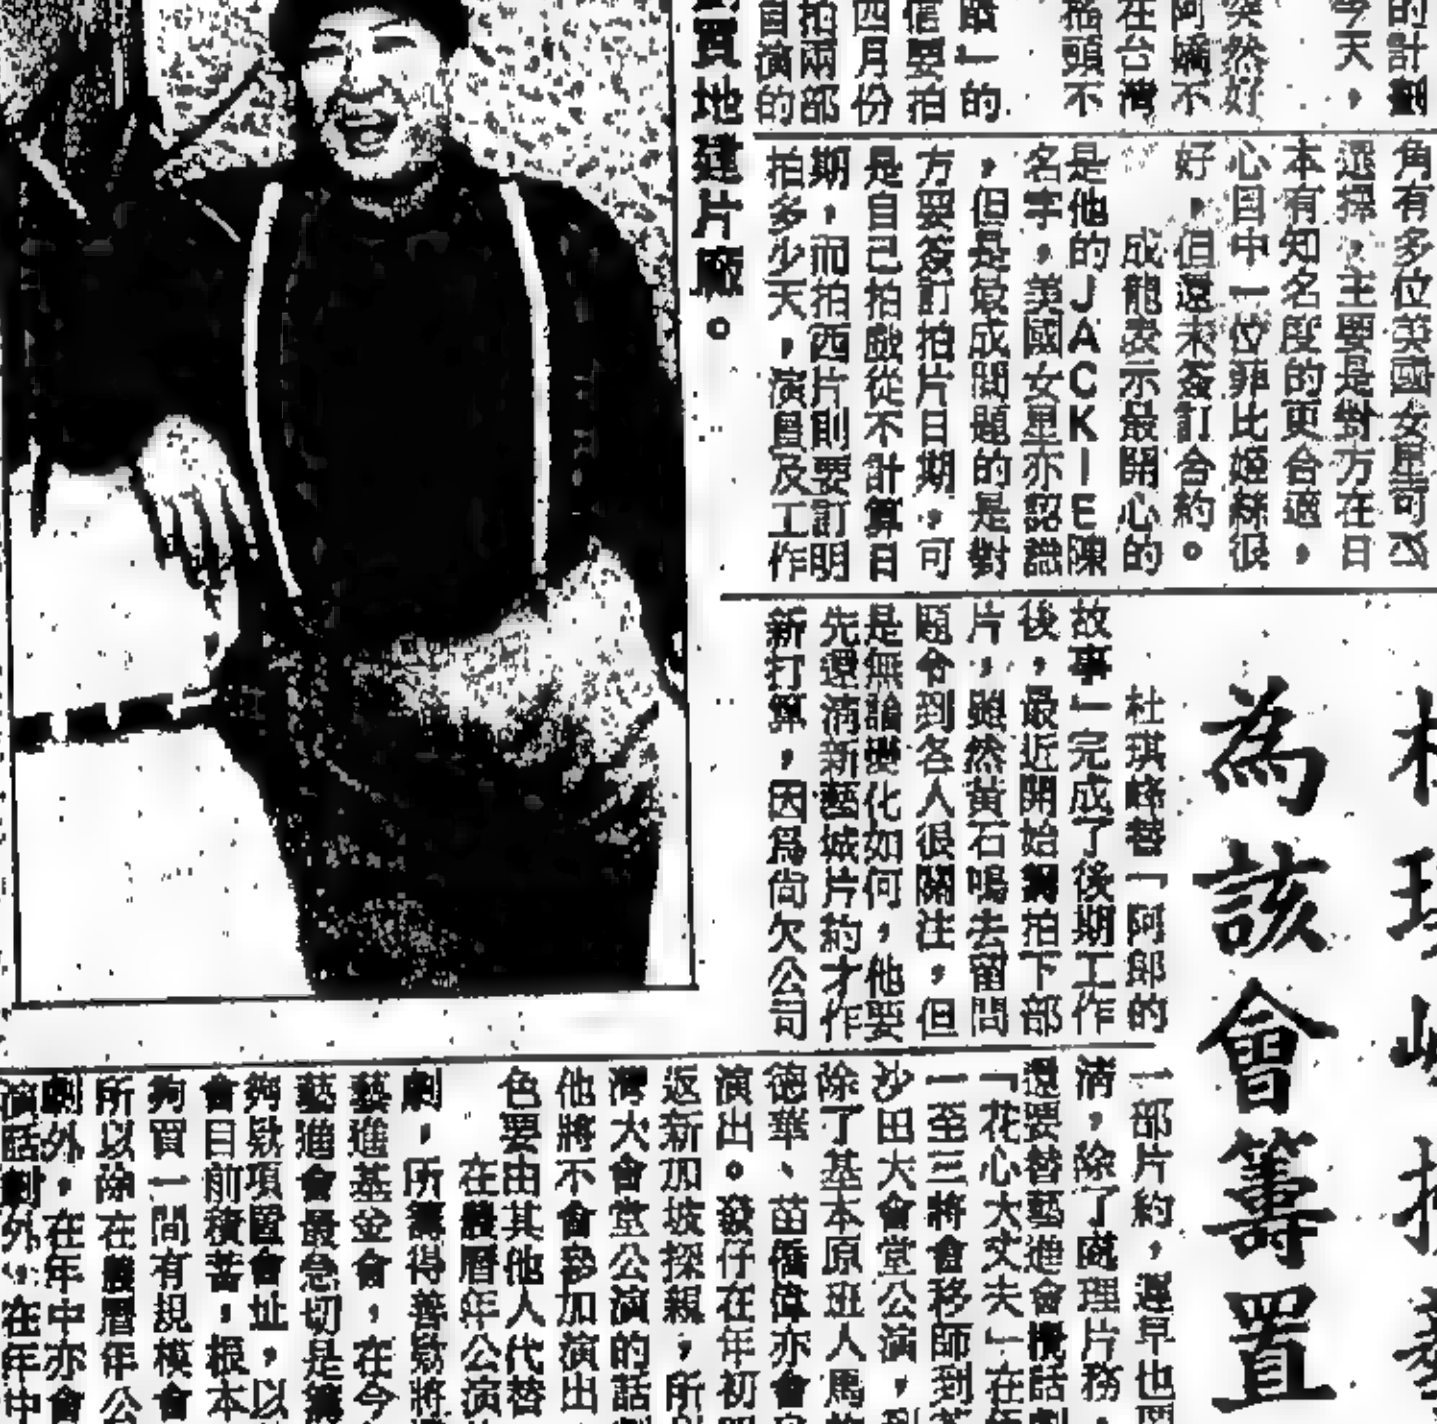 的計劃
今天，
突然好
阿嬌不
在台灣
格頭不
」的
信要拍
四月份
拍兩部
自演的
買地建片廠。
角有多位美國女星可以
還擇，主要是對方在日
本有知名度的更合適，
心目中一位菲比姬絲很
好，但還未簽訂合約。
成龍表示最開心的
是他的JACKIE陳
名字，美國女星亦認識
，但是最成問題的是對
方要簽訂拍片日期，可
是自己拍戲從不計算日
期，而拍西片則要訂明
拍多少天，演員及工作
為該會籌置
杜琪峰替「阿郎的
故事」完成了後期工作
後，最近開始籌拍下部
片，雖然黃石鳴去留問
題令到各人很關注，但
是無論變化如何，他要
先還清新藝城片約才作
新打算，因爲尚欠公司
一部片約，遲早也要
清，除了處理片務，
還要替藝進會構話劇
「花心大丈夫」在
一至三將會移師到
沙田大會堂公演，到
除了基本原班人馬
德華、苗僑偉亦會
演出。發仔在年初
返新加坡探親，所以
灣大會堂公演的話劇
他將不會參加演出
色要由其他人代替
在農曆年公演
劇，所籌得善款將
藝進基金會，在今
藝進會最急切是籌
夠款項置會址，以
會目前積蓄，根本
夠買一間有規模會
所以除在農曆年公
劇外，在年中亦會
演話劇外，在年中